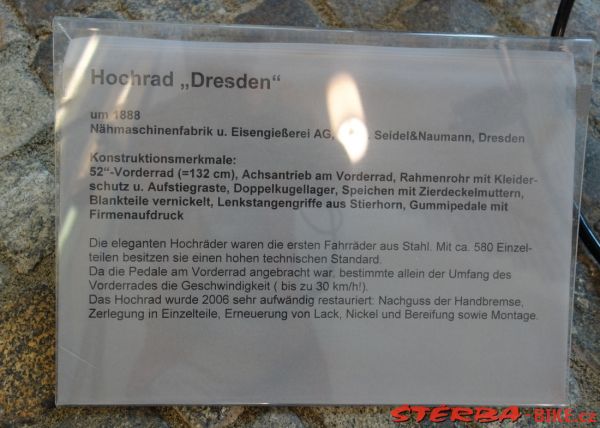 Hochrad „Dresden“
um 1888
Nähmaschinenfabrik u. Eisengießerei AG, Seidel&Naumann, Dresden
Konstruktionsmerkmale:
52“-Vorderrad (=132 cm), Achsantrieb am Vorderrad, Rahmenrohr mit Kleider-
schutz u. Aufstiegraste, Doppelkugellager, Speichen mit Zierdeckelmuttern,
Blankteile vernickelt, Lenkstangengriffe aus Stierhorn, Gummipedale mit
Firmenaufdruck
Die eleganten Hochräder waren die ersten Fahrräder aus Stahl. Mit ca. 580 Einzel-
teilen besitzen sie einen hohen technischen Standard.
Da die Pedale am Vorderrad angebracht war, bestimmte allein der Umfang des
Vorderrades die Geschwindigkeit ( bis zu 30 km/h!).
Das Hochrad wurde 2006 sehr aufwändig restauriert: Nachguss der Handbremse,
Zerlegung in Einzelteile, Erneuerung von Lack, Nickel und Bereifung sowie Montage.
STERBA-BIKE.cz